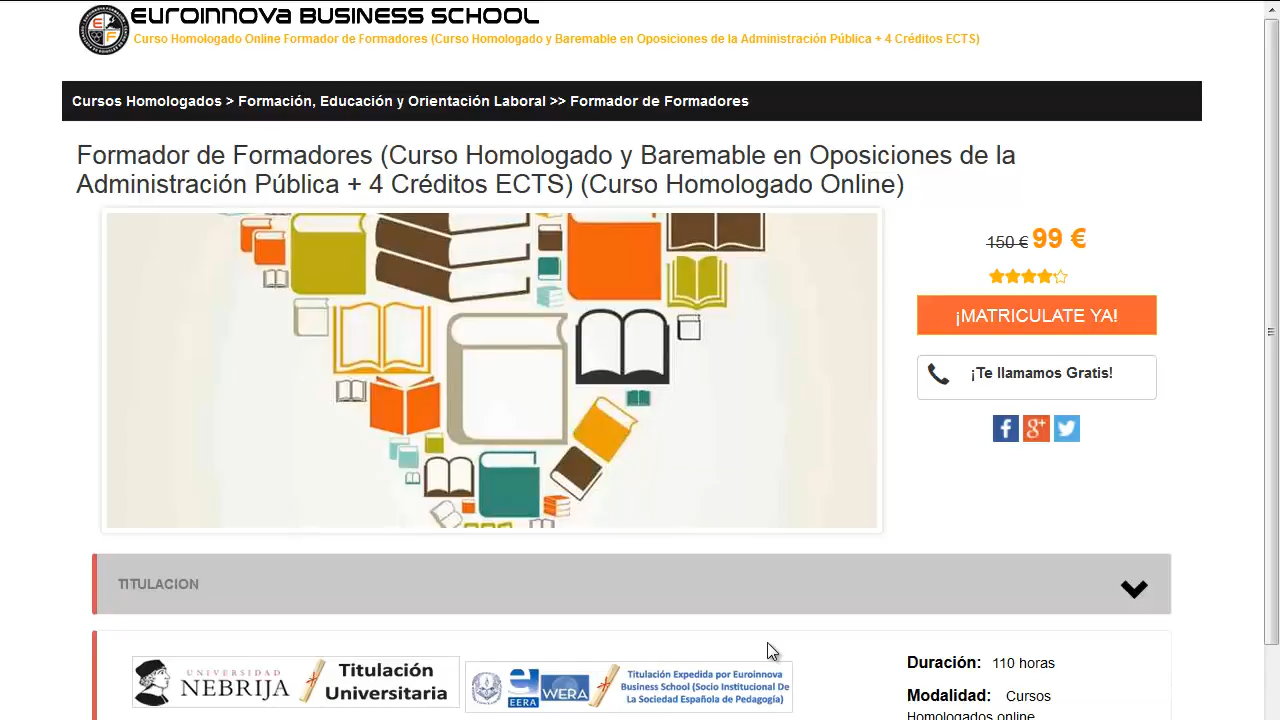 EUROINNOVA BUSINESS SCHOOL
Curso Homologado Online Formador de Formadores (Curso Homologado y Baremable en Oposiciones de la Administración Pública + 4 Créditos ECTS)
Cursos Homologados > Formación, Educación y Orientación Laboral >> Formador de Formadores
Formador de Formadores (Curso Homologado y Baremable en Oposiciones de la
Administración Pública + 4 Créditos ECTS) (Curso Homologado Online)
150 € 99 €
¡MATRICULATE YA!
¡Te llamamos Gratis!
TITULACION
UNIVERSIDAD
NEBRIJA
Titulación
Universitaria
EERA
WERA
Titulación Expedida por Euroinnova
Business School (Socio Institucional De
La Sociedad Española de Pedagogía)
Duración: 110 horas
Modalidad: Cursos
Homologados online